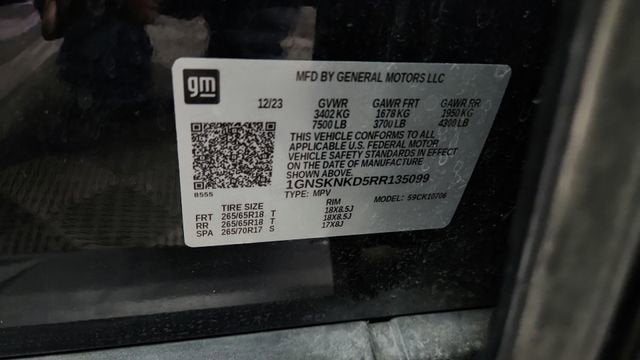 gm
MFD BY GENERAL MOTORS LLC
12/23 GVWR GAWR FRT GAWR RR
3402 KG 1678 KG 1950 KG
7500 LB 3700 LB 4300 LB
THIS VEHICLE CONFORMS TO ALL
APPLICABLE U.S. FEDERAL MOTOR
VEHICLE SAFETY STANDARDS IN EFFECT
ON THE DATE OF MANUFACTURE
SHOWN ABOVE.
1GNSKNKD5RR135099
B555
TYPE: MPV MODEL: 59CK10706
TIRE SIZE RIM
FRT 265/65R18 T 18X8.5J
RR 265/65R18 T 18X8.5J
SPA 265/70R17 S 17X8J